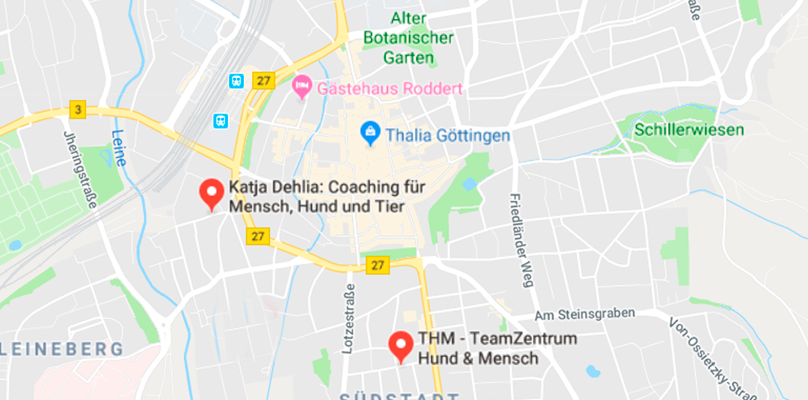 Alter
Botanischer
Garten
27
Gästehaus Roddert
3
Thalia Göttingen
Schillerwiesen
Leine
Jheringstraße
Katja Dehlia: Coaching für
Mensch, Hund und Tier
Friedländer Weg
27
27
Lotzestraße
Am Steinsgraben
THM - TeamZentrum
Hund & Mensch
Von-Ossietzky-Straß
LEINEBERG
SÜDSTADT